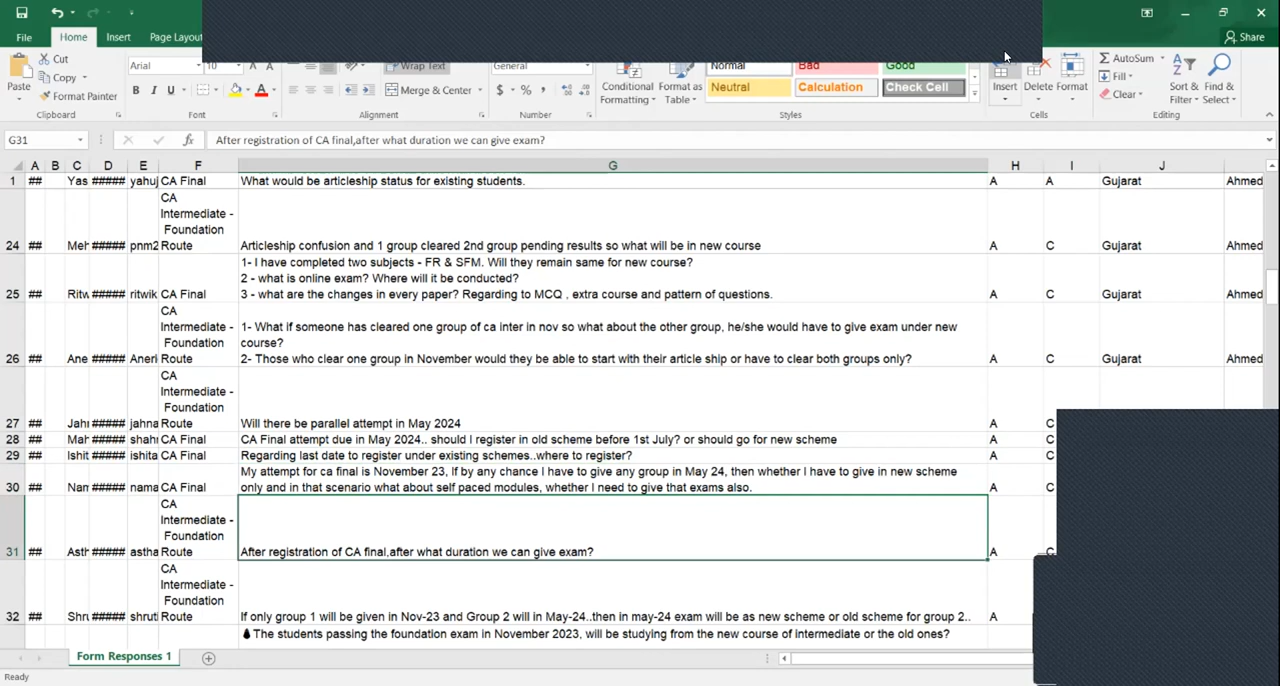 File Home Insert Page Layout Share
Cut
Copy
Format Painter
Paste
Clipboard
Arial 10
B I U
Font
Wrap Text
Merge & Center
Alignment
General
$ % ,
Number
Conditional Formatting
Format as Table
Normal Bad Good
Neutral Calculation Check Cell
Styles
Insert Delete Format
Cells
AutoSum
Fill
Clear
Sort & Filter
Find & Select
Editing
G31 fx After registration of CA final,after what duration we can give exam?
A B C D E F G H I J
1 ## Yas ##### yahuj CA Final What would be articleship status for existing students. A A Gujarat Ahmed
CA
Intermediate -
Foundation
24 ## Meh ##### pnm2 Route Articleship confusion and 1 group cleared 2nd group pending results so what will be in new course A C Gujarat Ahmed
1- I have completed two subjects - FR & SFM. Will they remain same for new course?
2 - what is online exam? Where will it be conducted?
25 ## Ritw ##### ritwik CA Final 3 - what are the changes in every paper? Regarding to MCQ , extra course and pattern of questions. A C Gujarat Ahmed
CA
Intermediate -
Foundation
1- What if someone has cleared one group of ca inter in nov so what about the other group, he/she would have to give exam under new
course?
26 ## Ane ##### Aneri Route 2- Those who clear one group in November would they be able to start with their article ship or have to clear both groups only? A C Gujarat Ahmed
CA
Intermediate -
Foundation
27 ## Jahn ##### jahna Route Will there be parallel attempt in May 2024 A C
28 ## Mah ##### shahr CA Final CA Final attempt due in May 2024.. should I register in old scheme before 1st July? or should go for new scheme A C
29 ## Ishit ##### ishita CA Final Regarding last date to register under existing schemes..where to register? A C
My attempt for ca final is November 23, If by any chance I have to give any group in May 24, then whether I have to give in new scheme
30 ## Nam ##### nama CA Final only and in that scenario what about self paced modules, whether I need to give that exams also. A C
CA
Intermediate -
Foundation
31 ## Asth ##### astha Route After registration of CA final,after what duration we can give exam? A C
CA
Intermediate -
Foundation
32 ## Shru ##### shruti Route If only group 1 will be given in Nov-23 and Group 2 will in May-24..then in may-24 exam will be as new scheme or old scheme for group 2.. A
The students passing the foundation exam in November 2023, will be studying from the new course of intermediate or the old ones?
Form Responses 1
Ready